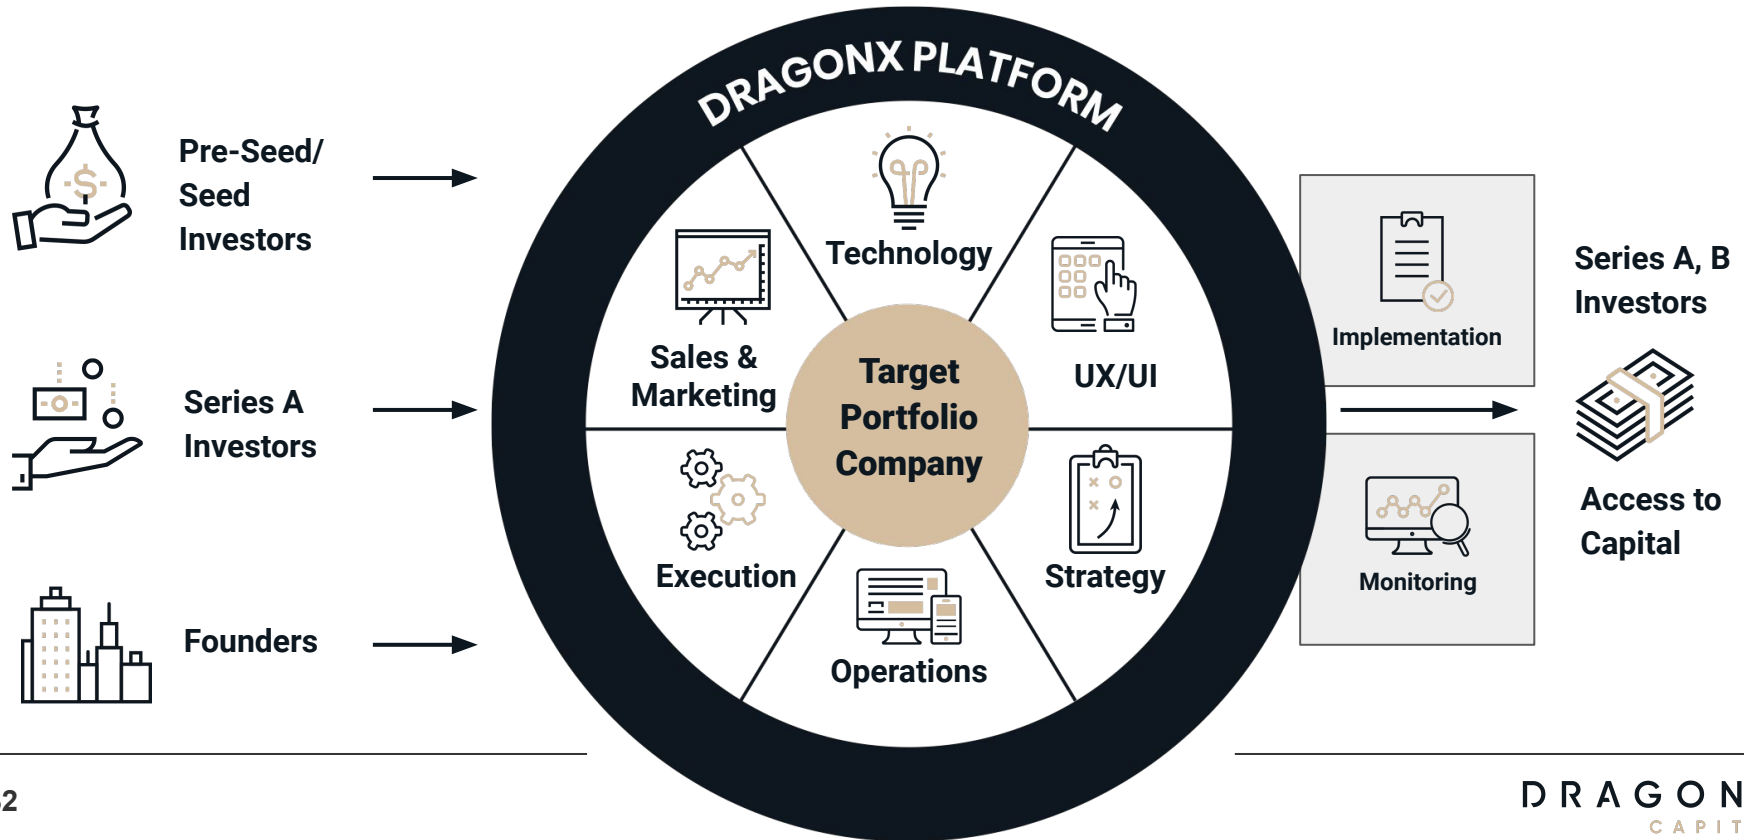 DRAGONX PLATFORM
Pre-Seed/
Seed
Investors
Series A
Investors
Founders
Technology
Sales &
Marketing
UX/UI
Target
Portfolio
Company
Execution
Strategy
Operations
Implementation
Monitoring
Series A, B
Investors
Access to
Capital
2
DRAGON
CAPIT